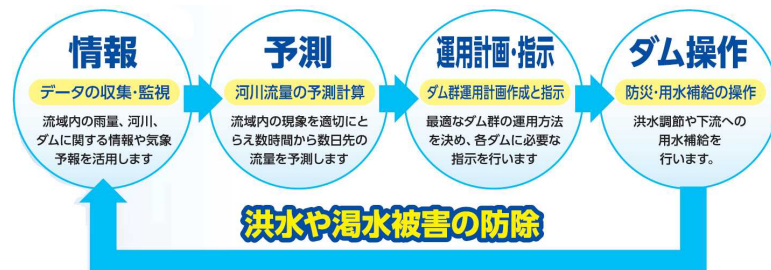 情報
データの収集・監視
流域内の雨量、河川、
ダムに関する情報や気象
予報を活用します
予測
河川流量の予測計算
流域内の現象を適切にと
らえ数時間から数日先の
流量を予測します
運用計画・指示
ダム群運用計画作成と指示
最適なダム群の運用方法
を決め、各ダムに必要な
指示を行います
ダム操作
防災・用水補給の操作
洪水調節や下流への
用水補給を
行います。
洪水や渇水被害の防除